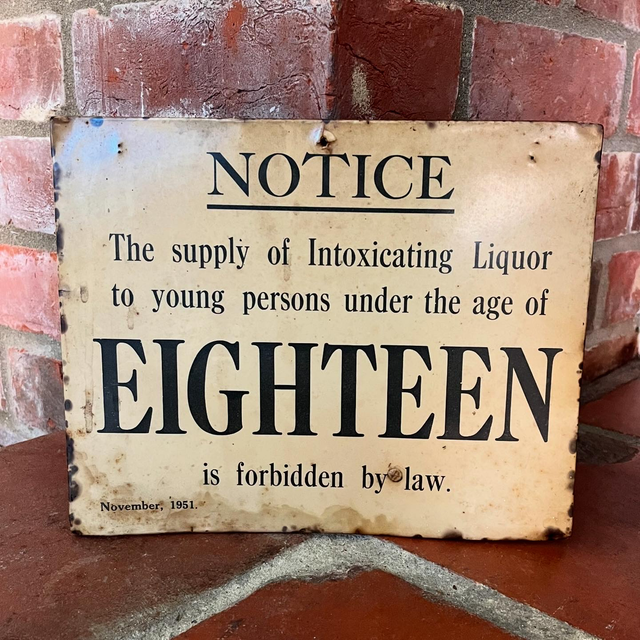 NOTICE
The supply of Intoxicating Liquor
to young persons under the age of
EIGHTEEN
is forbidden by law.
November, 1951.